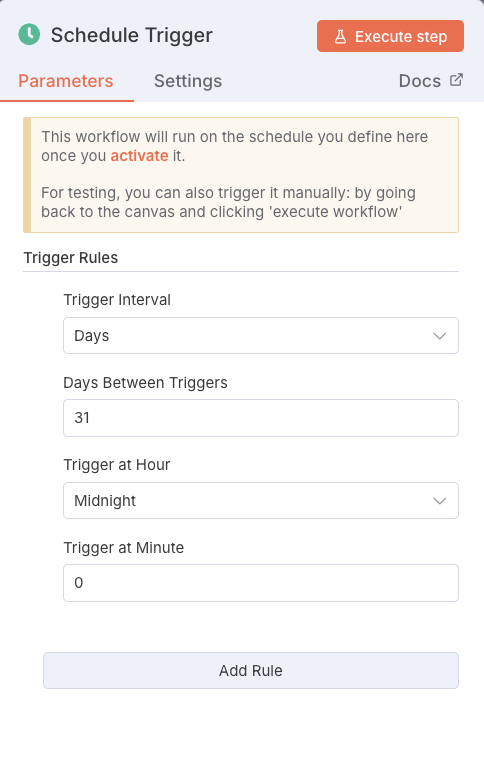 Schedule Trigger
Execute step
Parameters
Settings
Docs
This workflow will run on the schedule you define here
once you activate it.
For testing, you can also trigger it manually: by going
back to the canvas and clicking 'execute workflow'
Trigger Rules
Trigger Interval
Days
Days Between Triggers
31
Trigger at Hour
Midnight
Trigger at Minute
0
Add Rule